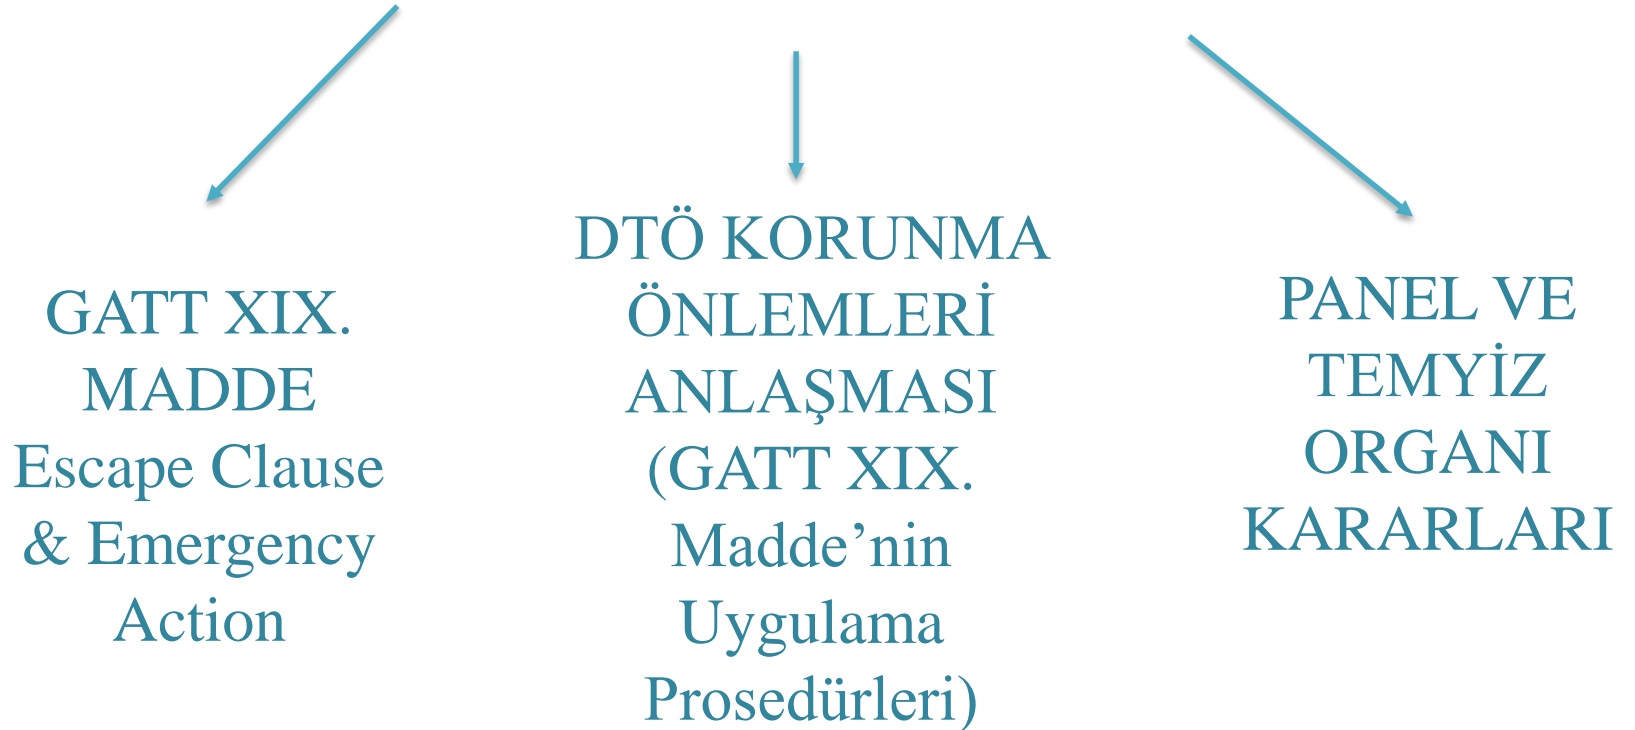 GATT XIX.
MADDE
Escape Clause
& Emergency
Action
DTÖ KORUNMA
ÖNLEMLERİ
ANLAŞMASI
(GATT XIX.
Madde’nin
Uygulama
Prosedürleri)
PANEL VE
TEMYİZ
ORGANI
KARARLARI